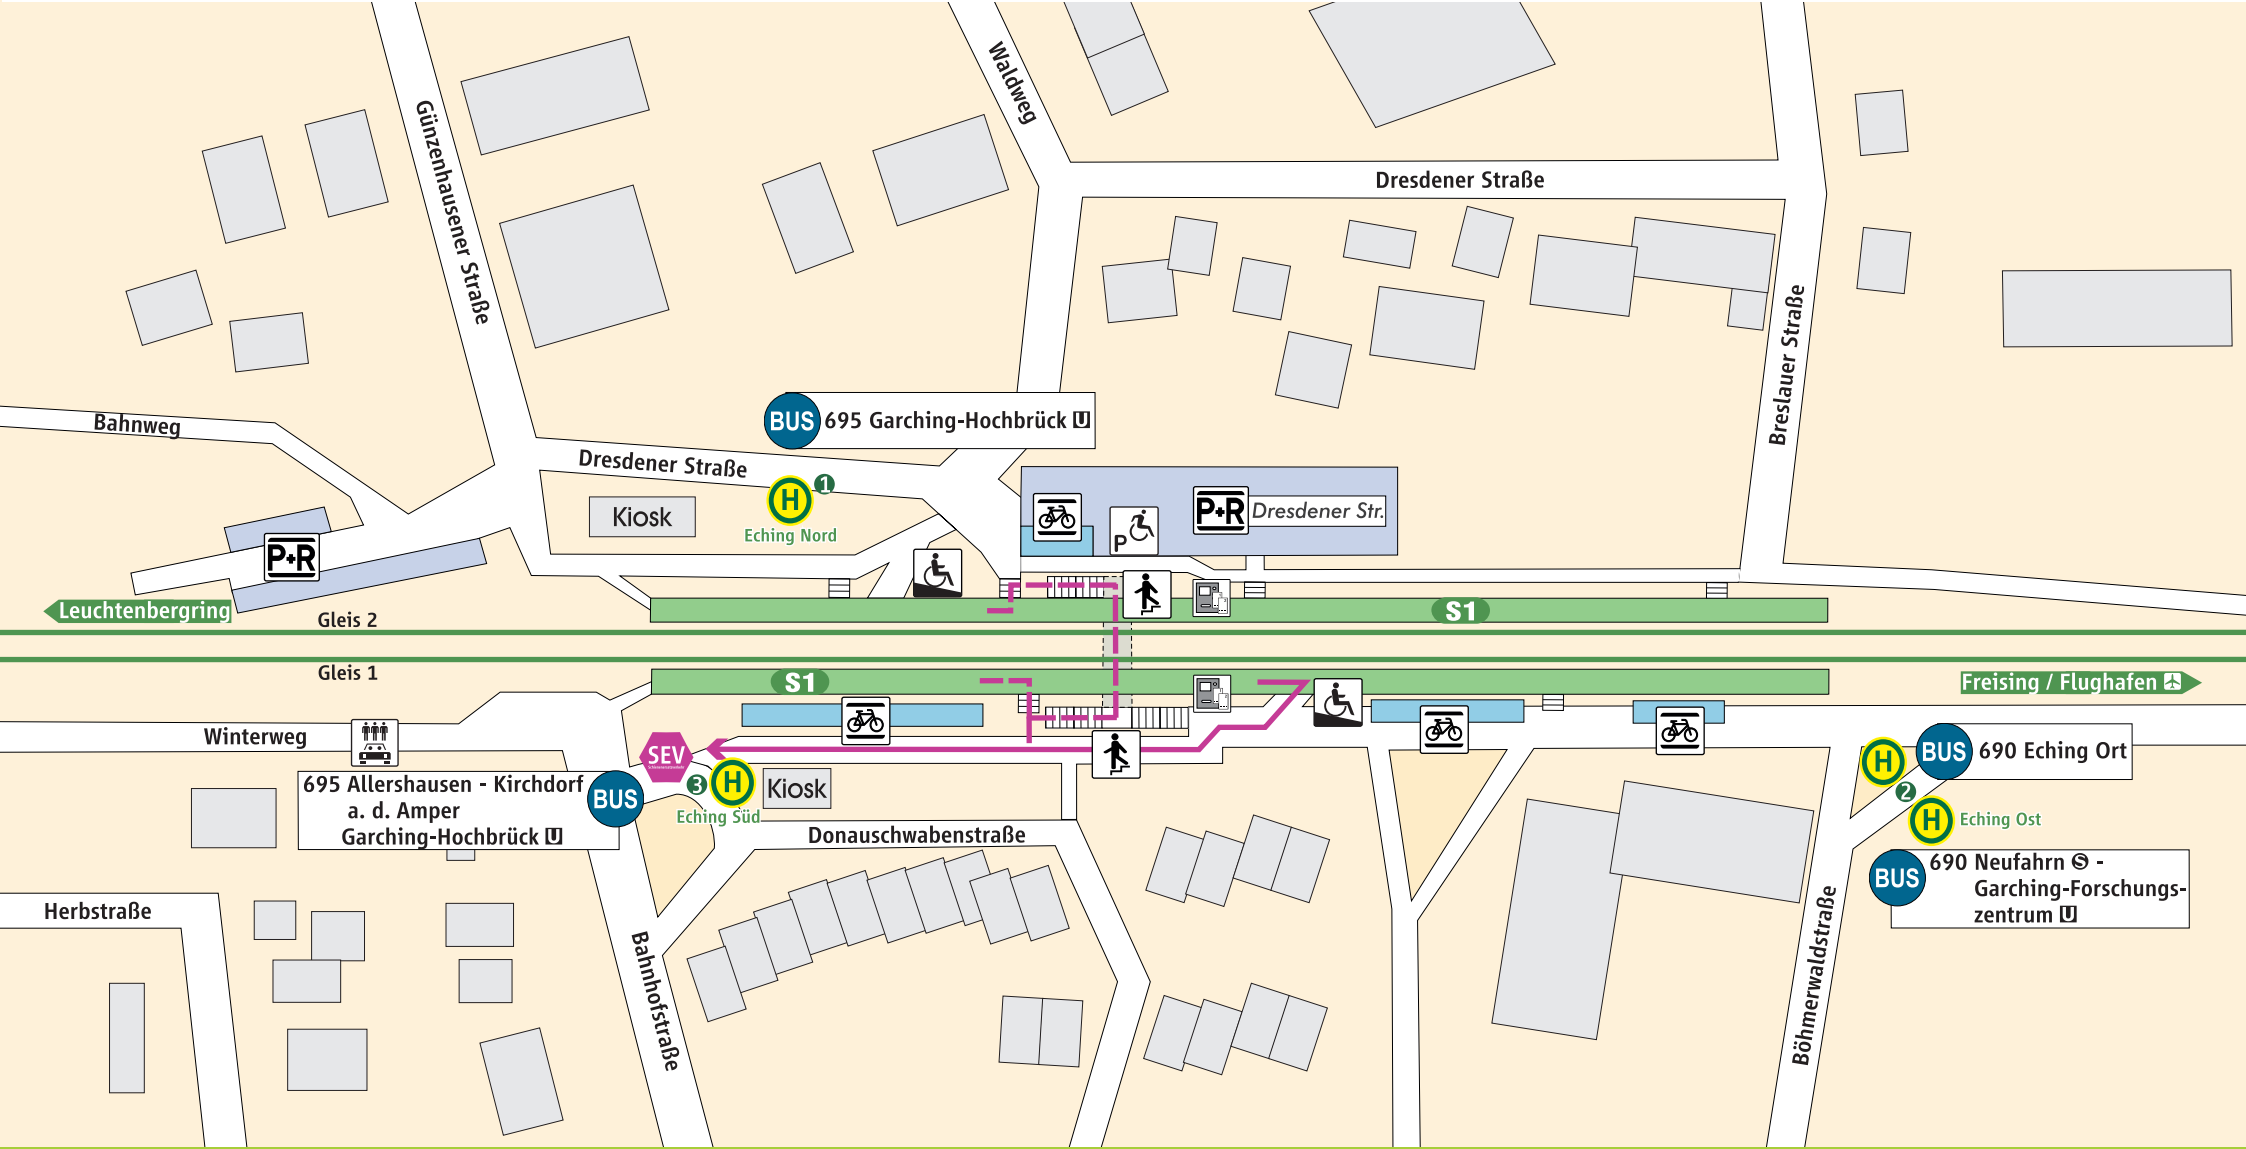 Waldweg
Günzenhausener Straße
Dresdener Straße
Breslauer Straße
Bahnweg
BUS 695 Garching-Hochbrück U
Dresdener Straße
H 1
Eching Nord
Kiosk
P+R Dresdener Str.
P
P+R
Leuchtenbergring
Gleis 2
S1
Gleis 1
S1
Freising / Flughafen
Winterweg
SEV
695 Allershausen - Kirchdorf
a. d. Amper
Garching-Hochbrück U
BUS
3 H
Eching Süd
Kiosk
Donauschwabenstraße
H BUS 690 Eching Ort
2
H Eching Ost
BUS 690 Neufahrn S -
Garching-Forschungs-
zentrum U
Herbstraße
Bahnhofstraße
Böhmerwaldstraße